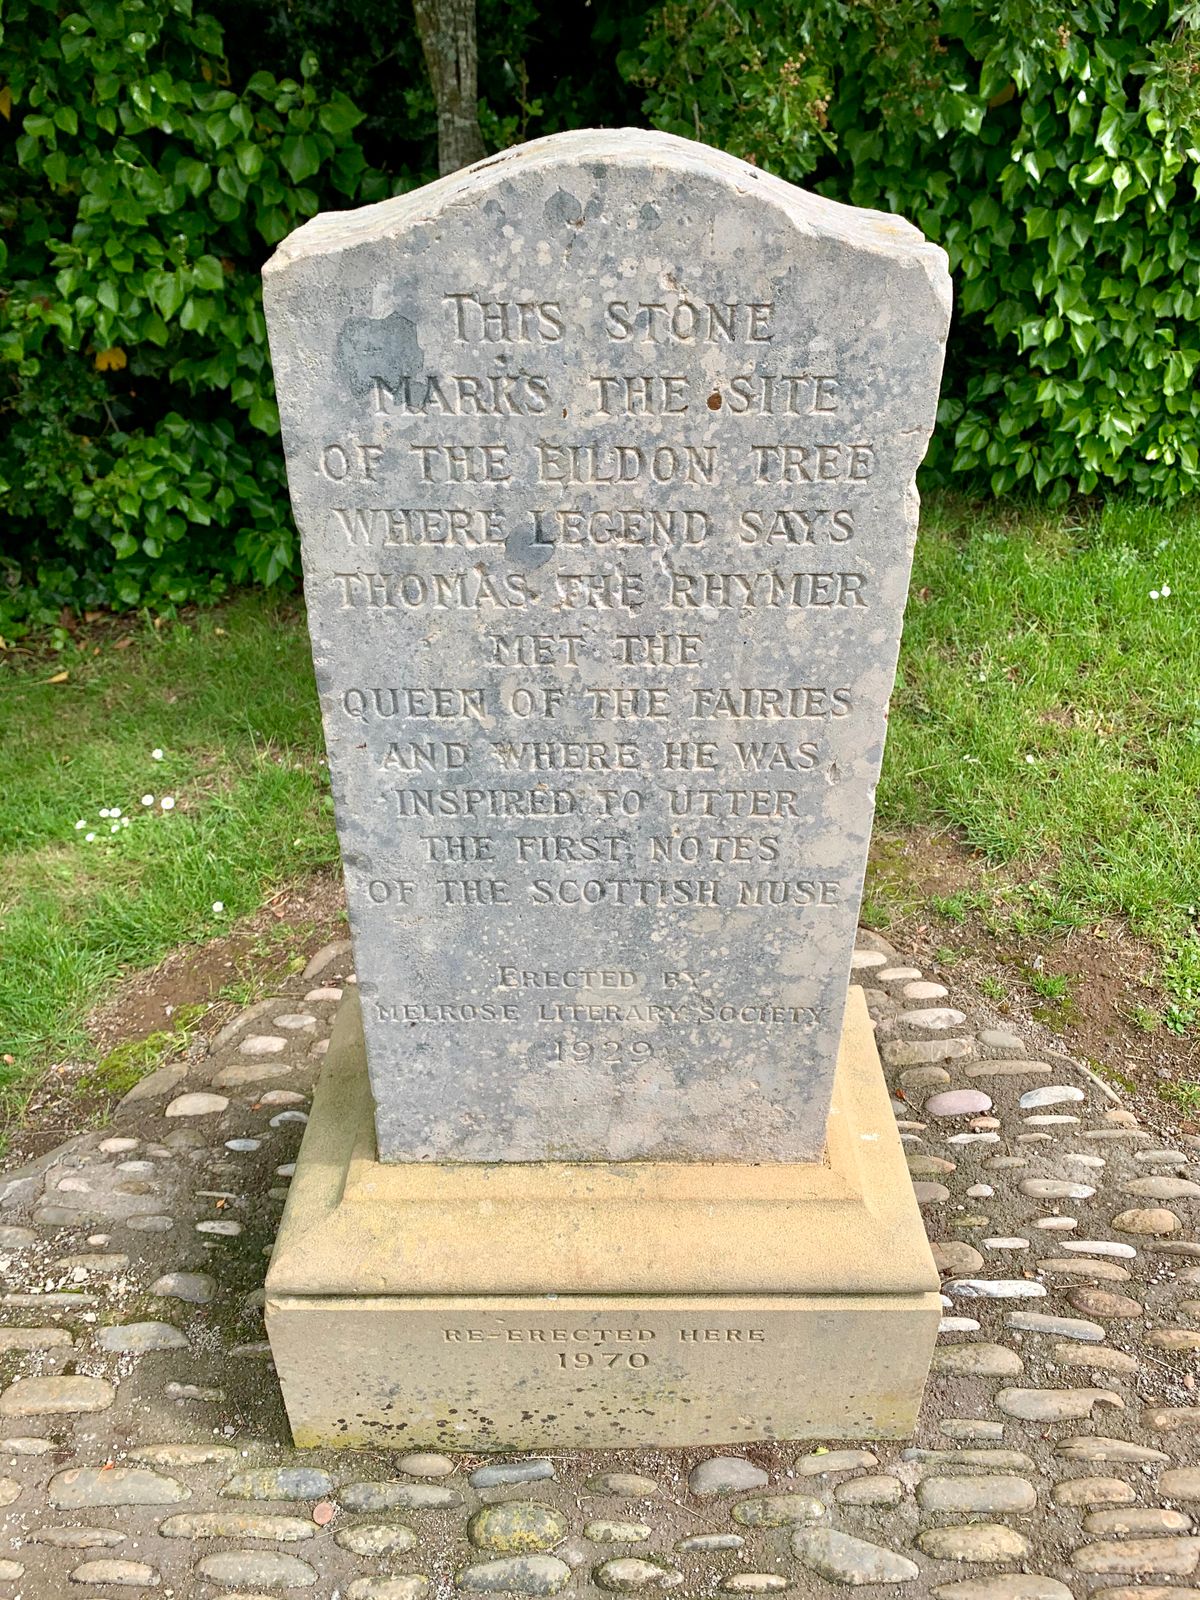 This stone
marks the site
of the Eildon Tree
where legend says
Thomas the Rhymer
met the
Queen of the Fairies
and where he was
inspired to utter
the first notes
of the Scottish Muse
Erected by
Melrose Literary Society
1929
Re-erected here
1970